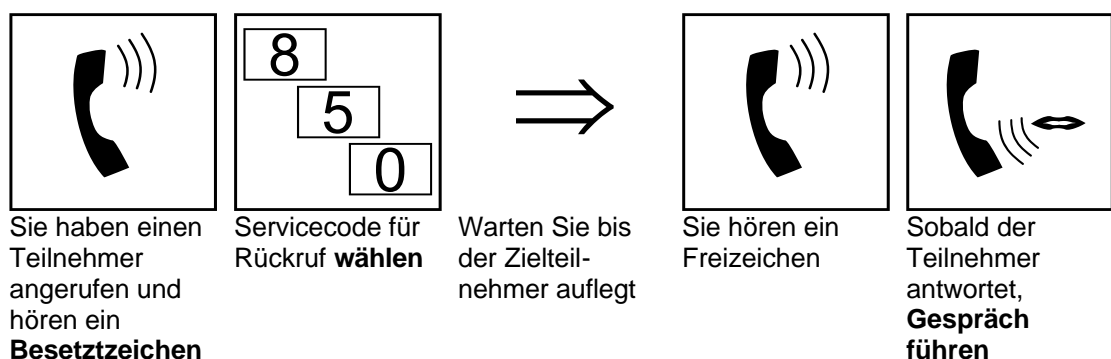 8
5
0
Sie haben einen
Teilnehmer
angerufen und
hören ein
Besetztzeichen
Servicecode für
Rückruf wählen
Warten Sie bis
der Zielteil-
nehmer auflegt
Sie hören ein
Freizeichen
Sobald der
Teilnehmer
antwortet,
Gespräch
führen